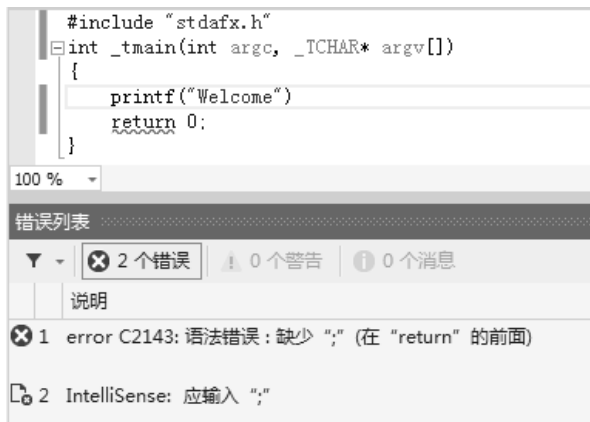 #include "stdafx.h"
int _tmain(int argc, _TCHAR* argv[])
{
printf("Welcome")
return 0;
}
100 %
错误列表
2 个错误 0 个警告 0 个消息
说明
1 error C2143: 语法错误 : 缺少 “;” (在 “return” 的前面)
2 IntelliSense: 应输入 “;”